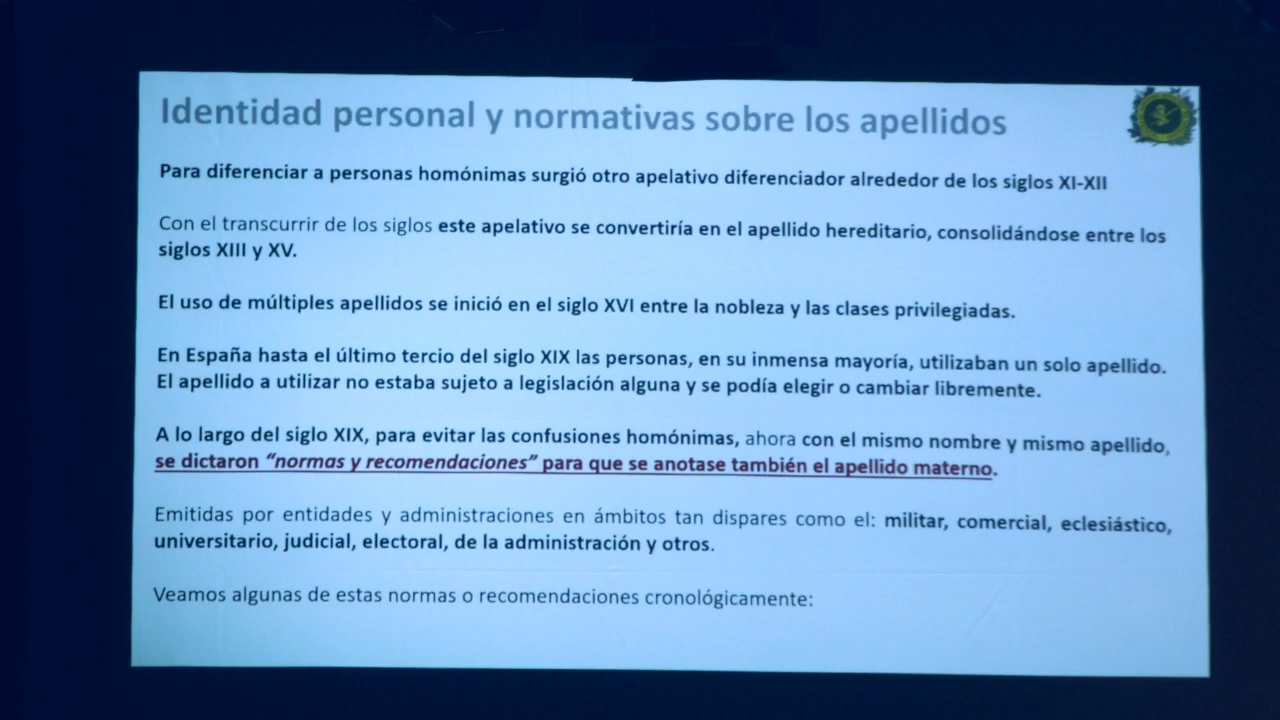 Identidad personal y normativas sobre los apellidos
Para diferenciar a personas homónimas surgió otro apelativo diferenciador alrededor de los siglos XI-XII
Con el transcurrir de los siglos este apelativo se convertiría en el apellido hereditario, consolidándose entre los
siglos XIII y XV.
El uso de múltiples apellidos se inició en el siglo XVI entre la nobleza y las clases privilegiadas.
En España hasta el último tercio del siglo XIX las personas, en su inmensa mayoría, utilizaban un solo apellido.
El apellido a utilizar no estaba sujeto a legislación alguna y se podía elegir o cambiar libremente.
A lo largo del siglo XIX, para evitar las confusiones homónimas, ahora con el mismo nombre y mismo apellido,
se dictaron “normas y recomendaciones” para que se anotase también el apellido materno.
Emitidas por entidades y administraciones en ámbitos tan dispares como el: militar, comercial, eclesiástico,
universitario, judicial, electoral, de la administración y otros.
Veamos algunas de estas normas o recomendaciones cronológicamente: